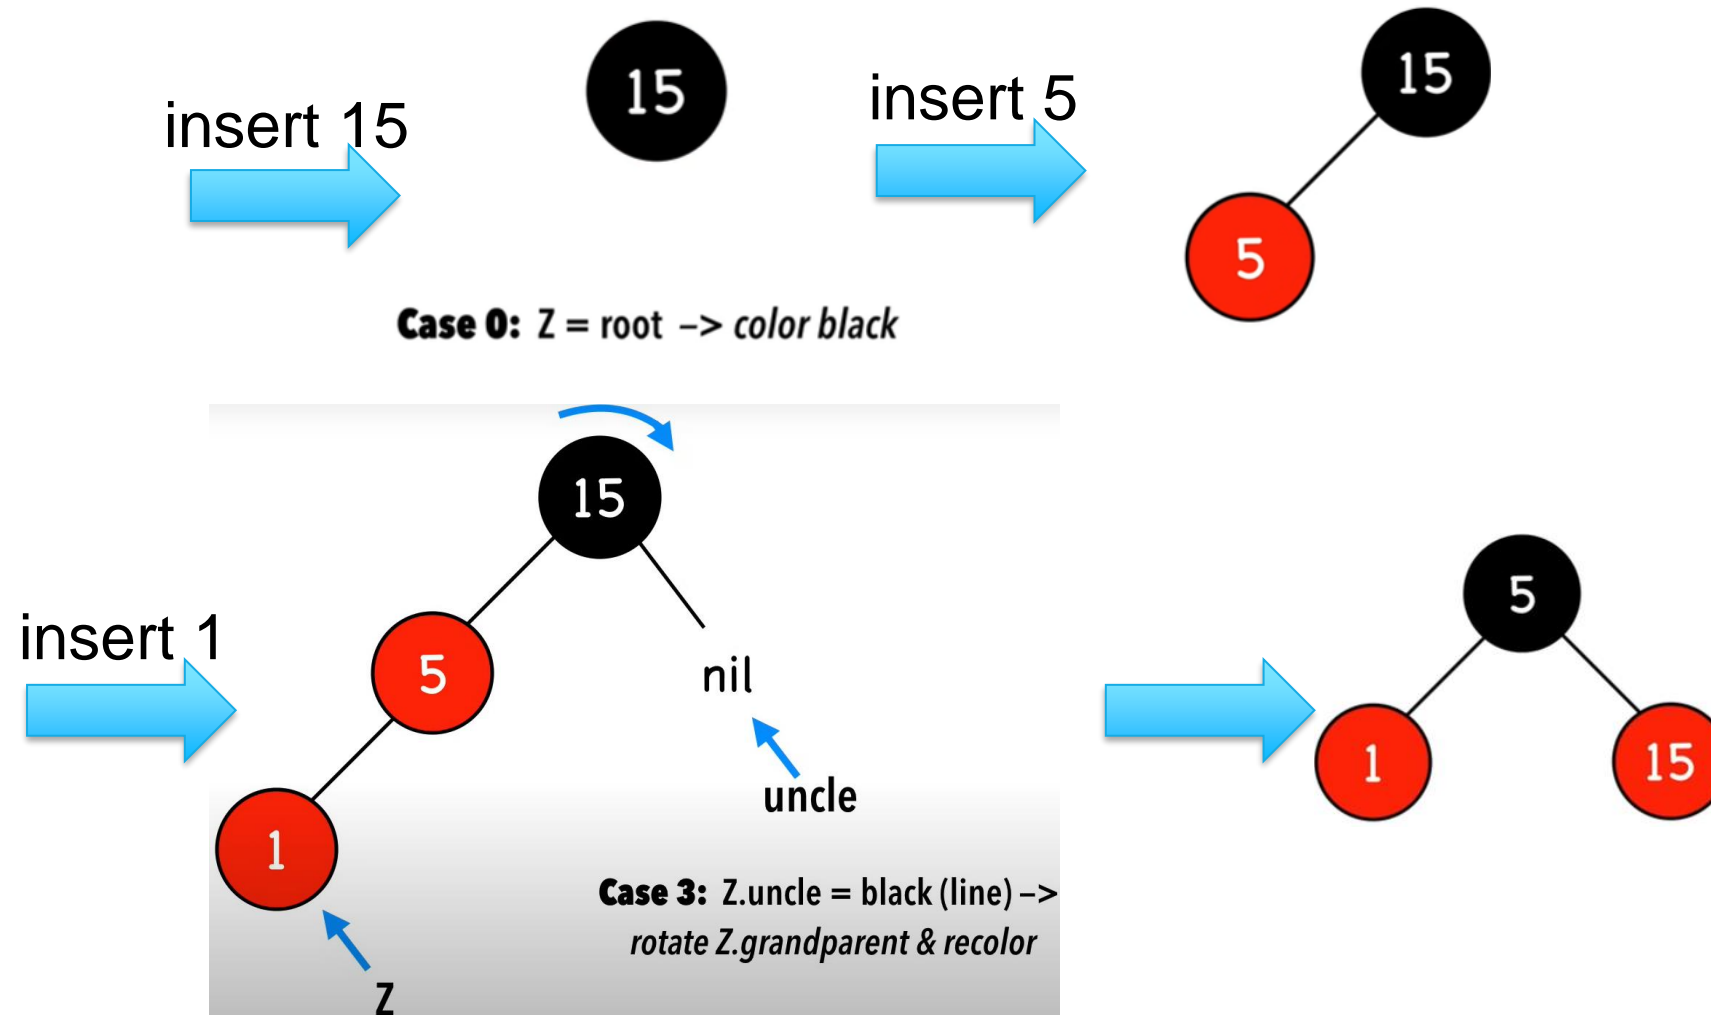 insert 15
15
insert 5
15
5
Case 0: Z = root –> color black
insert 1
15
5
nil
uncle
1
Z
Case 3: Z.uncle = black (line) –>
rotate Z.grandparent & recolor
5
1
15